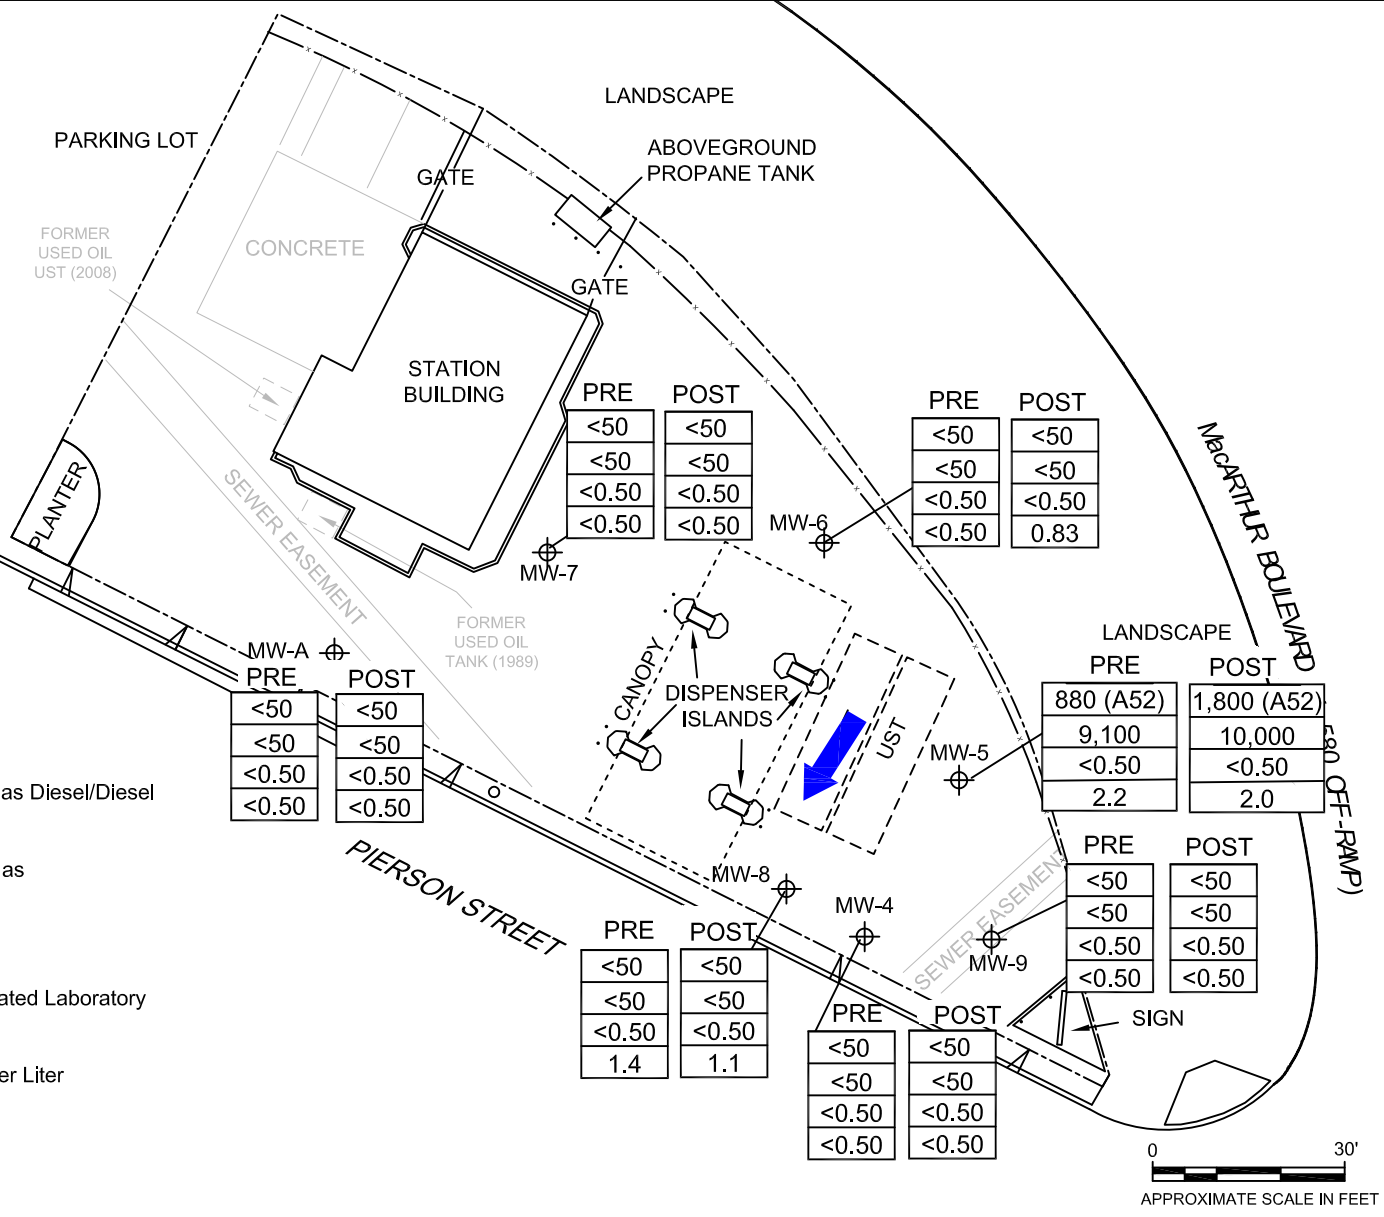 LANDSCAPE
PARKING LOT
ABOVEGROUND
PROPANE TANK
GATE
FORMER
USED OIL
UST (2008)
CONCRETE
GATE
STATION
BUILDING
PLANTER
SEWER EASEMENT
FORMER
USED OIL
TANK (1989)
MW-7
PRE POST
<50 <50
<50 <50
<0.50 <0.50
<0.50 <0.50
MW-6
PRE POST
<50 <50
<50 <50
<0.50 <0.50
<0.50 0.83
MacARTHUR BOULEVARD
580 OFF-RAMP)
LANDSCAPE
MW-A
PRE POST
<50 <50
<50 <50
<0.50 <0.50
<0.50 <0.50
CANOPY
DISPENSER
ISLANDS
UST
MW-5
PRE POST
880 (A52) 1,800 (A52)
9,100 10,000
<0.50 <0.50
2.2 2.0
as Diesel/Diesel
as
ated Laboratory
er Liter
PIERSON STREET
MW-8
PRE POST
<50 <50
<50 <50
<0.50 <0.50
1.4 1.1
MW-4
PRE POST
<50 <50
<50 <50
<0.50 <0.50
<0.50 <0.50
SEWER EASEMENT
MW-9
PRE POST
<50 <50
<50 <50
<0.50 <0.50
<0.50 <0.50
SIGN
0 30'
APPROXIMATE SCALE IN FEET